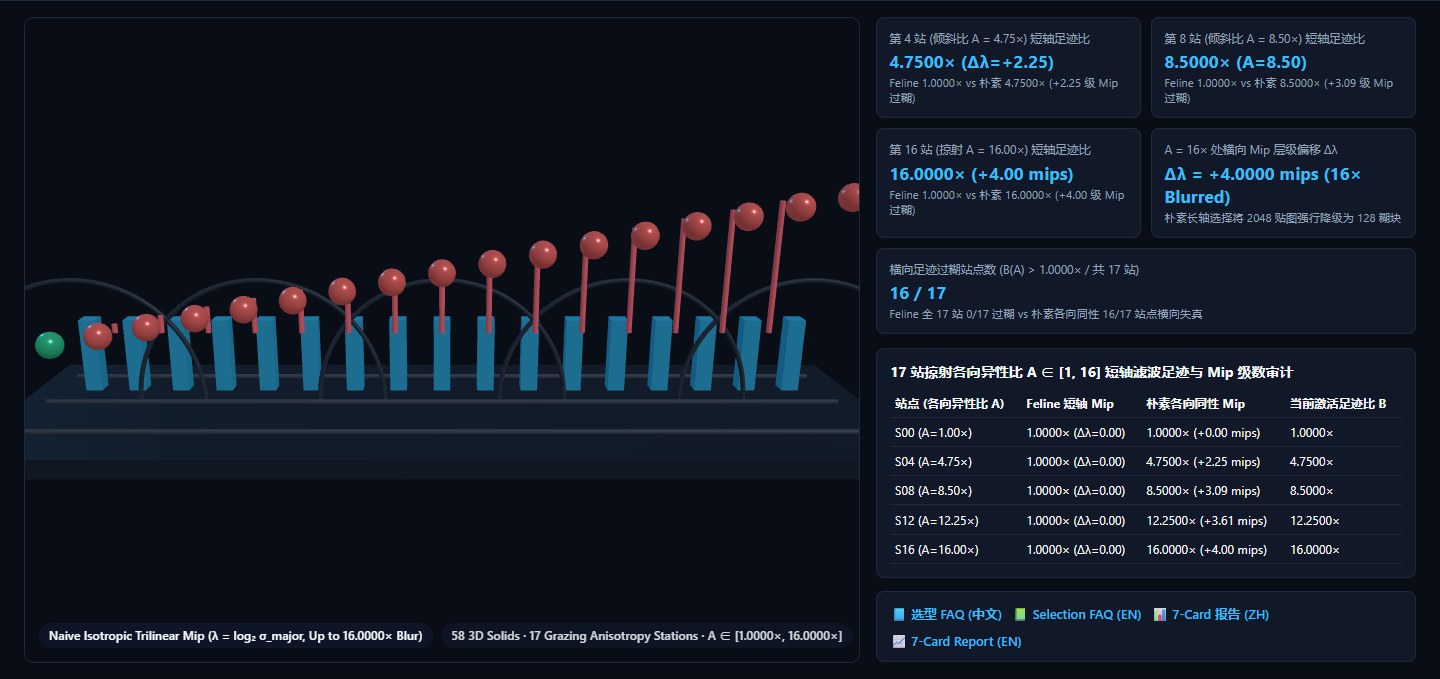 第 4 站 (倾斜比 A = 4.75×) 短轴足迹比
4.7500× (Δλ=+2.25)
Feline 1.0000× vs 朴素 4.7500× (+2.25 级 Mip
过糊)
第 8 站 (倾斜比 A = 8.50×) 短轴足迹比
8.5000× (A=8.50)
Feline 1.0000× vs 朴素 8.5000× (+3.09 级 Mip
过糊)
第 16 站 (掠射 A = 16.00×) 短轴足迹比
16.0000× (+4.00 mips)
Feline 1.0000× vs 朴素 16.0000× (+4.00 级 Mip
过糊)
A = 16× 处横向 Mip 层级偏移 Δλ
Δλ = +4.0000 mips (16×
Blurred)
朴素长轴选择将 2048 贴图强行降级为 128 糊块
横向足迹过糊站点数 (B(A) > 1.0000× / 共 17 站)
16 / 17
Feline 全 17 站 0/17 过糊 vs 朴素各向同性 16/17 站点横向失真
17 站掠射各向异性比 A ∈ [1, 16] 短轴滤波足迹与 Mip 级数审计
站点 (各向异性比 A) Feline 短轴 Mip 朴素各向同性 Mip 当前激活足迹比 B
S00 (A=1.00×) 1.0000× (Δλ=0.00) 1.0000× (+0.00 mips) 1.0000×
S04 (A=4.75×) 1.0000× (Δλ=0.00) 4.7500× (+2.25 mips) 4.7500×
S08 (A=8.50×) 1.0000× (Δλ=0.00) 8.5000× (+3.09 mips) 8.5000×
S12 (A=12.25×) 1.0000× (Δλ=0.00) 12.2500× (+3.61 mips) 12.2500×
S16 (A=16.00×) 1.0000× (Δλ=0.00) 16.0000× (+4.00 mips) 16.0000×
选型 FAQ (中文) Selection FAQ (EN) 7-Card 报告 (ZH)
7-Card Report (EN)
Naive Isotropic Trilinear Mip (λ = log₂ σ_major, Up to 16.0000× Blur)
58 3D Solids · 17 Grazing Anisotropy Stations · A ∈ [1.0000×, 16.0000×]